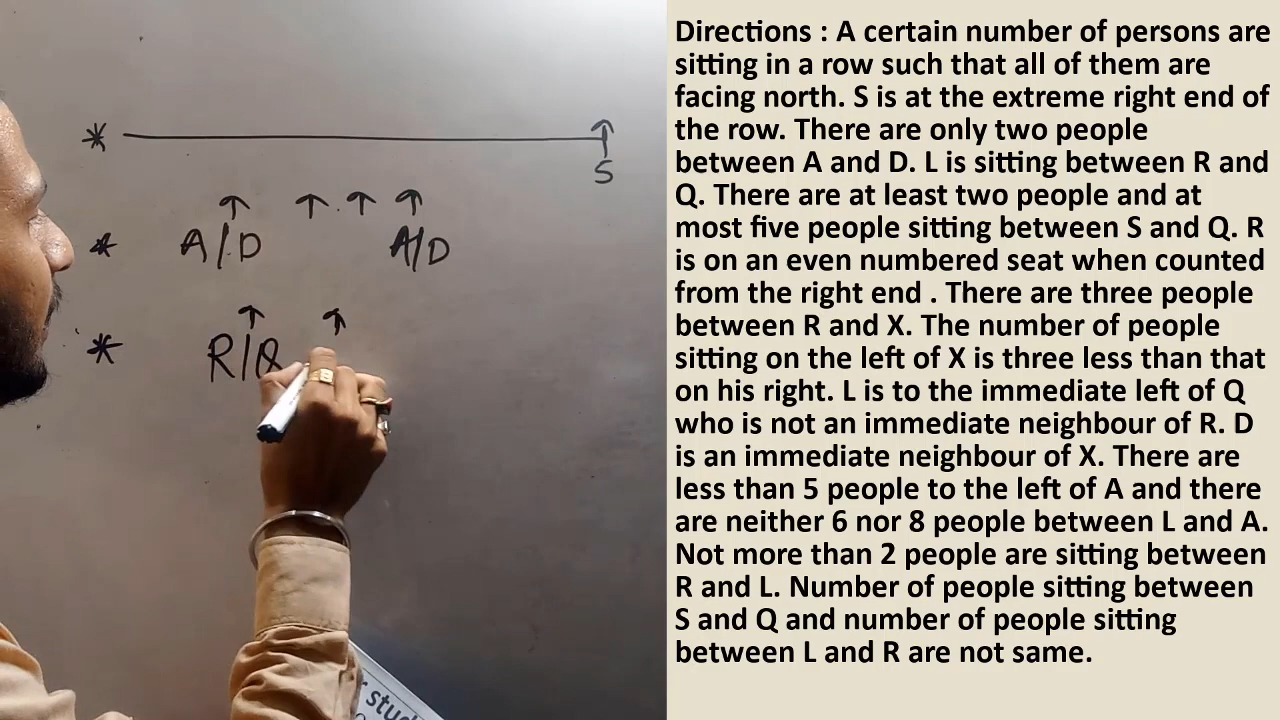 *
S
* A/D A/D
* R/Q
Directions : A certain number of persons are
sitting in a row such that all of them are
facing north. S is at the extreme right end of
the row. There are only two people
between A and D. L is sitting between R and
Q. There are at least two people and at
most five people sitting between S and Q. R
is on an even numbered seat when counted
from the right end . There are three people
between R and X. The number of people
sitting on the left of X is three less than that
on his right. L is to the immediate left of Q
who is not an immediate neighbour of R. D
is an immediate neighbour of X. There are
less than 5 people to the left of A and there
are neither 6 nor 8 people between L and A.
Not more than 2 people are sitting between
R and L. Number of people sitting between
S and Q and number of people sitting
between L and R are not same.